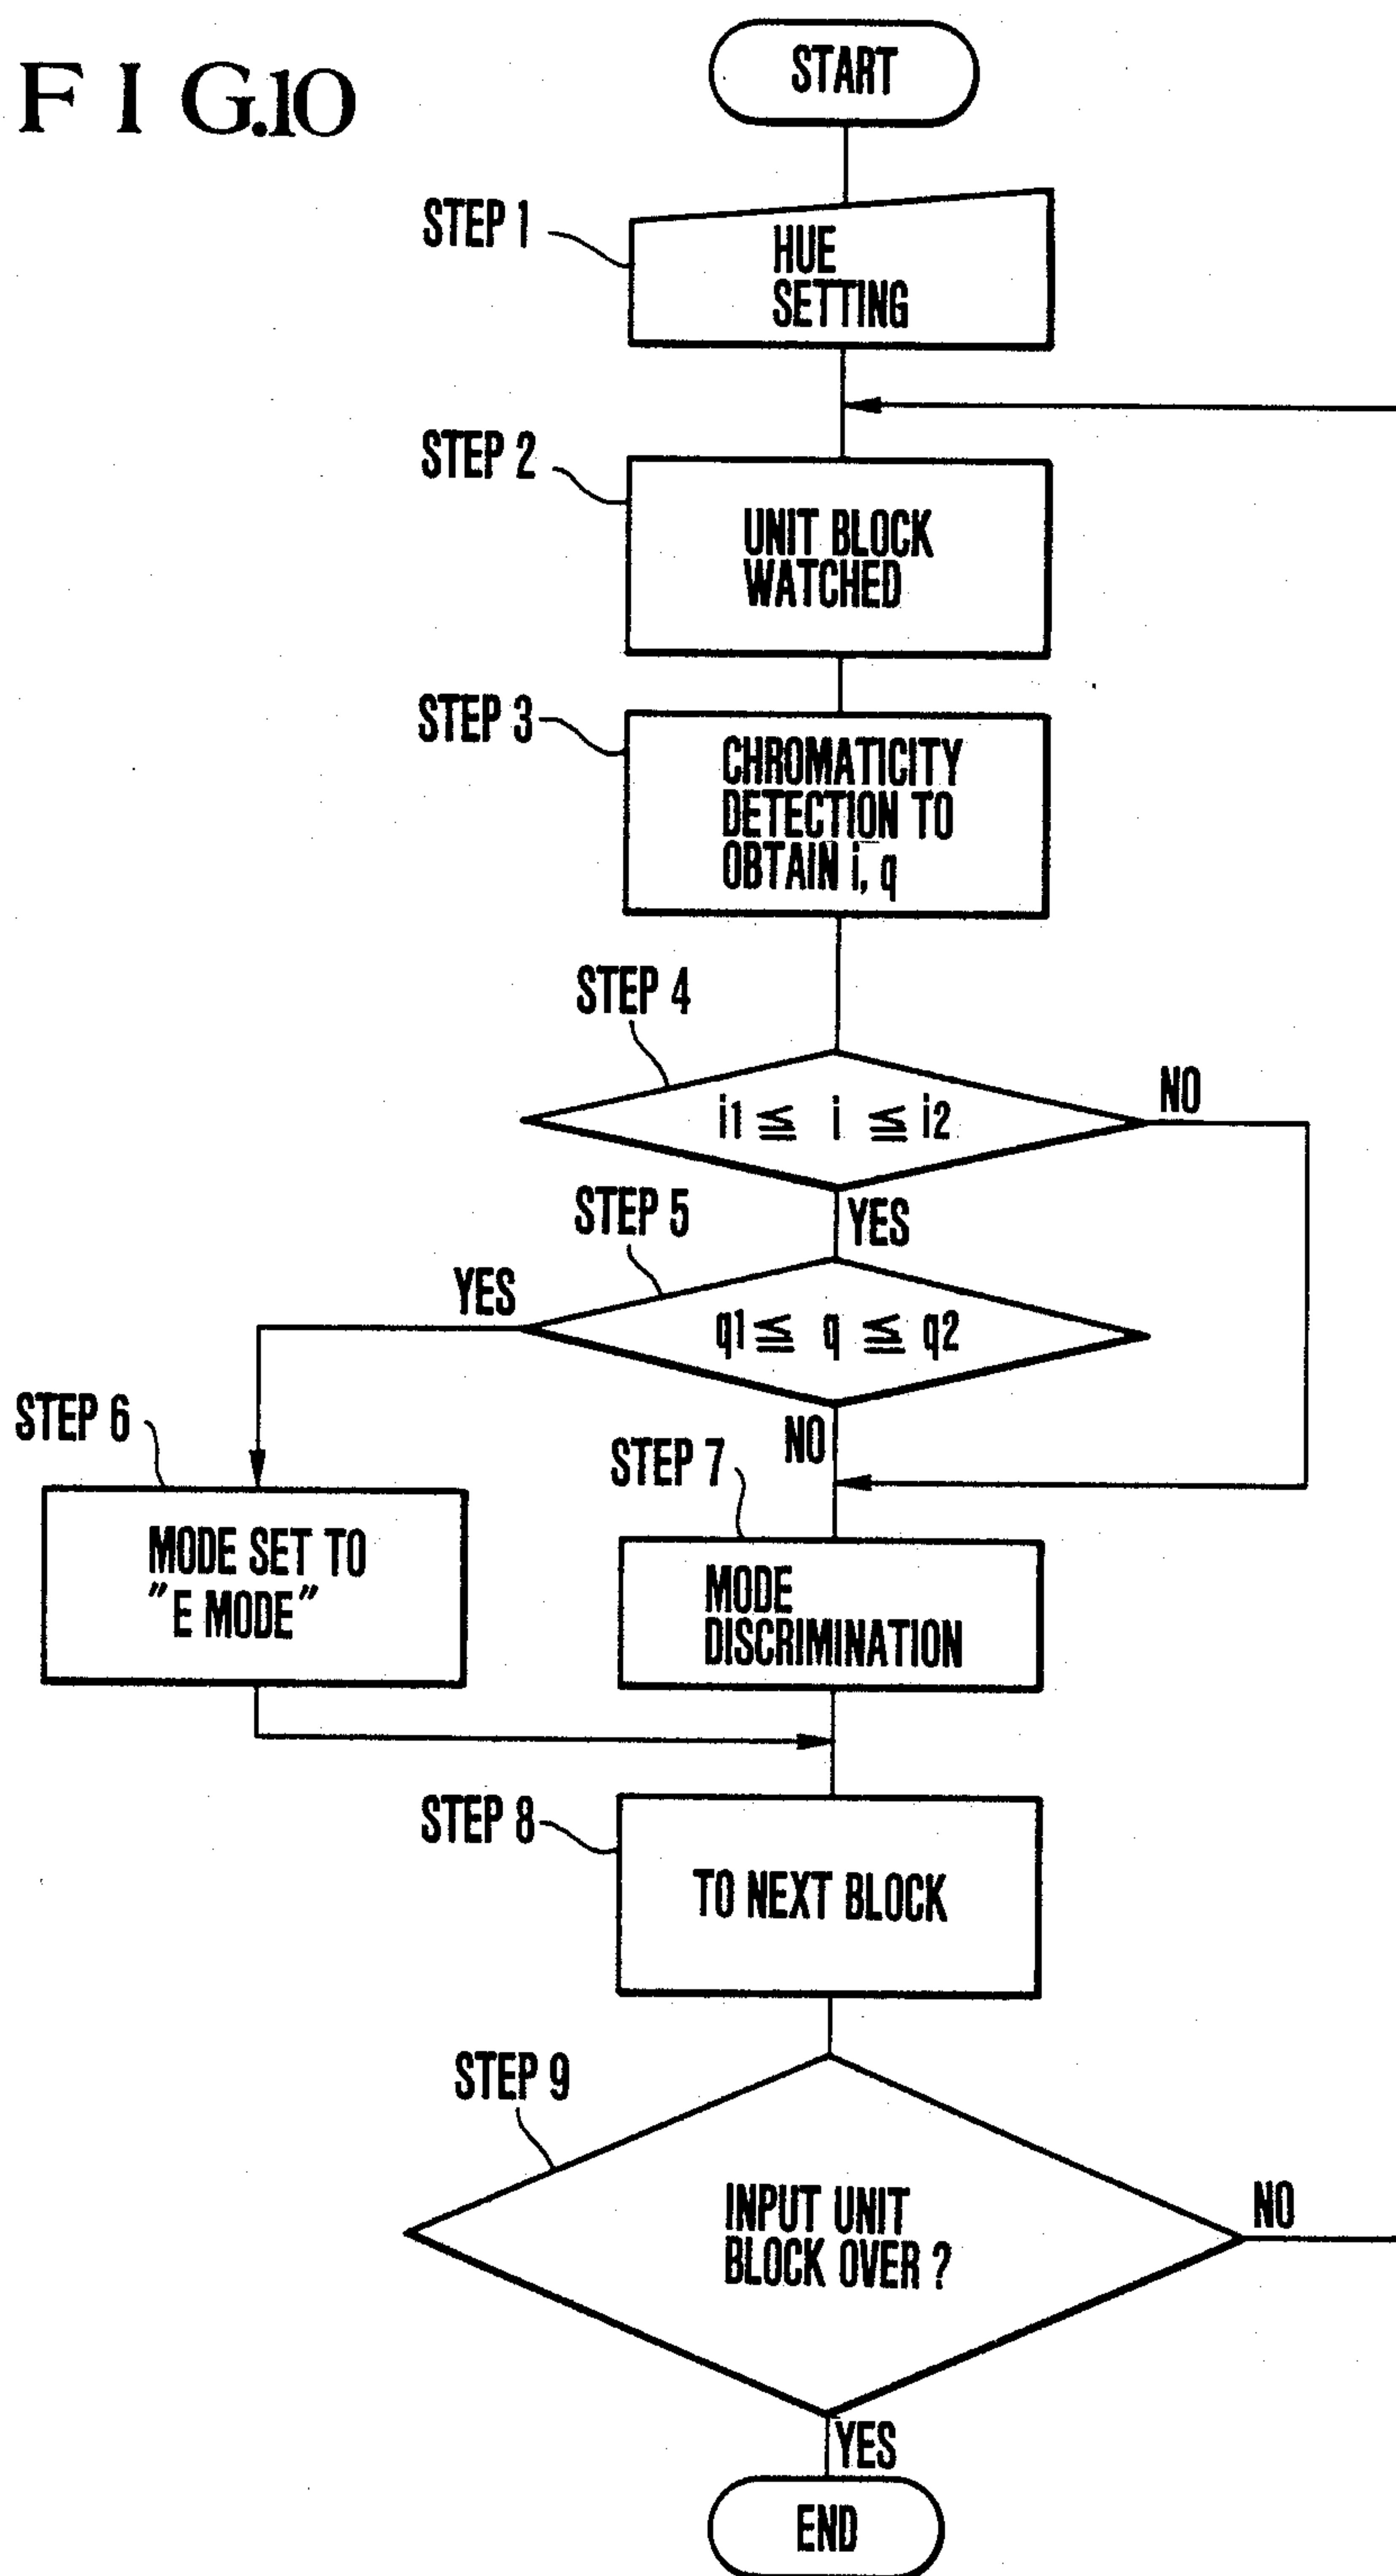 FIG.10
START
STEP 1
HUE
SETTING
STEP 2
UNIT BLOCK
WATCHED
STEP 3
CHROMATICITY
DETECTION TO
OBTAIN i, q
STEP 4
i1 ≦ i ≦ i2
NO
YES
STEP 5
q1 ≦ q ≦ q2
YES
NO
STEP 6
MODE SET TO
"E MODE"
STEP 7
MODE
DISCRIMINATION
STEP 8
TO NEXT BLOCK
STEP 9
INPUT UNIT
BLOCK OVER ?
NO
YES
END